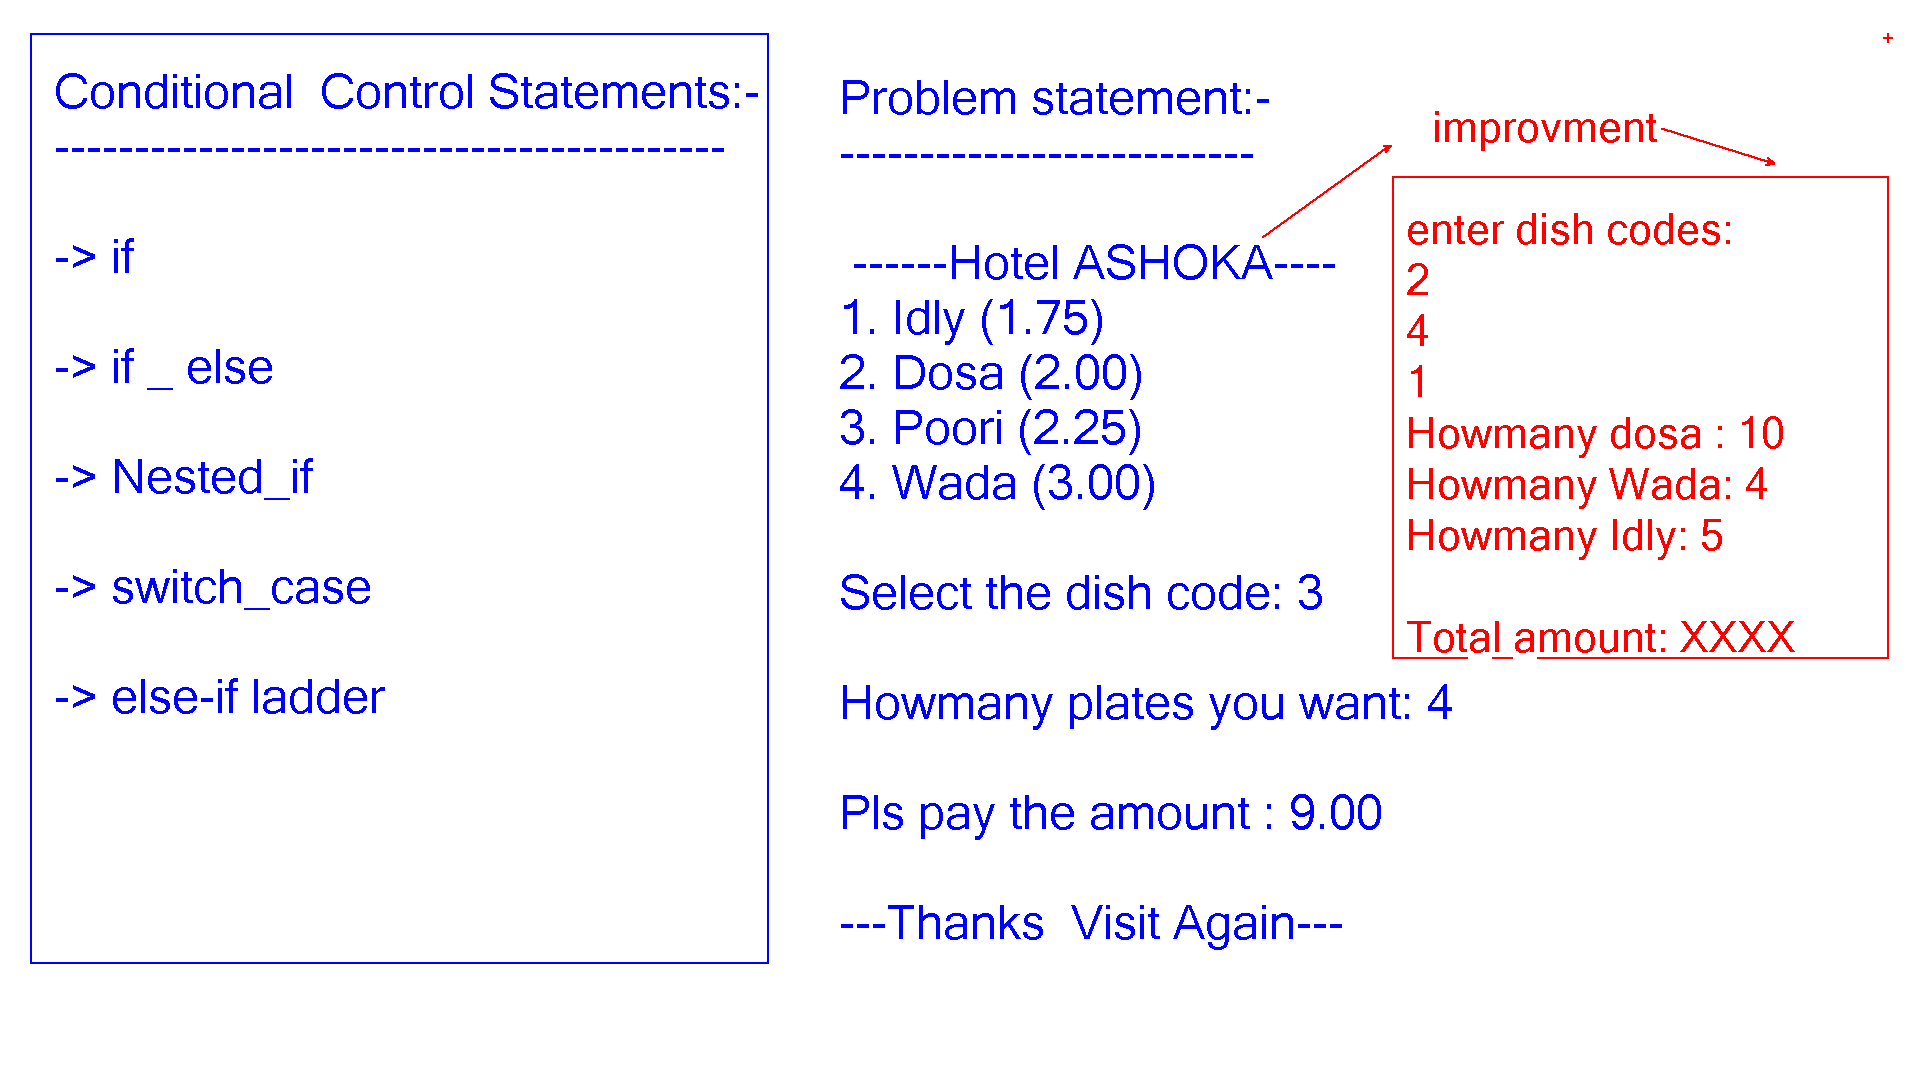 Conditional  Control Statements:-
------------------------------------------
-> if
-> if _ else
-> Nested_if
-> switch_case
-> else-if ladder
Problem statement:-
--------------------------
------Hotel ASHOKA----
1. Idly (1.75)
2. Dosa (2.00)
3. Poori (2.25)
4. Wada (3.00)
Select the dish code: 3
Howmany plates you want: 4
Pls pay the amount : 9.00
---Thanks  Visit Again---
improvment
enter dish codes:
2
4
1
Howmany dosa : 10
Howmany Wada: 4
Howmany Idly: 5
Total_amount: XXXX